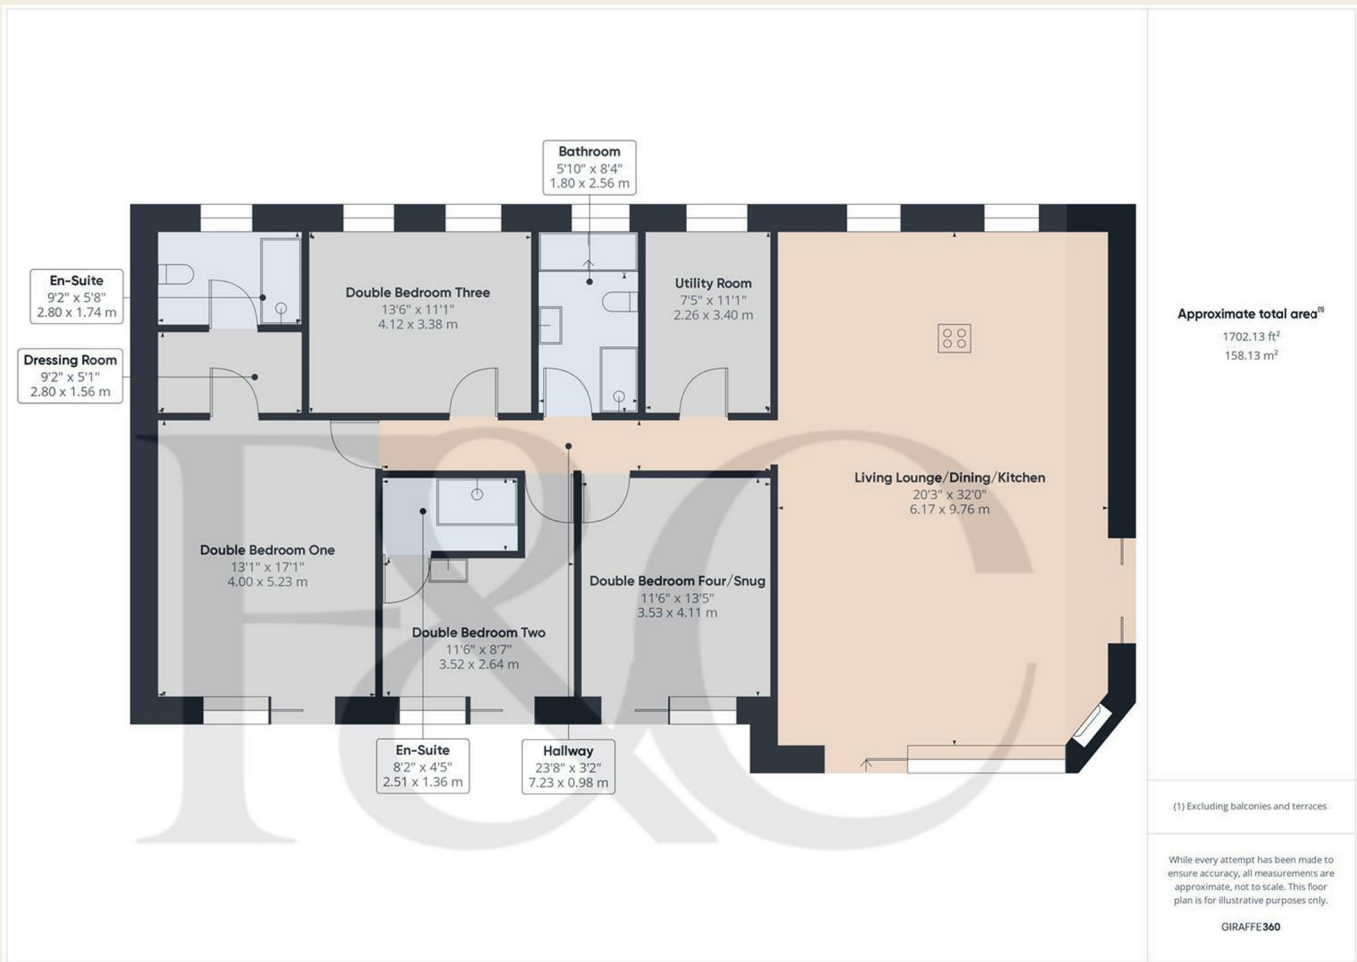 Bathroom
5'10" x 8'4"
1.80 x 2.56 m
En-Suite
9'2" x 5'8"
2.80 x 1.74 m
Dressing Room
9'2" x 5'1"
2.80 x 1.56 m
Double Bedroom Three
13'6" x 11'1"
4.12 x 3.38 m
Utility Room
7'5" x 11'1"
2.26 x 3.40 m
Living Lounge/Dining/Kitchen
20'3" x 32'0"
6.17 x 9.76 m
Double Bedroom One
13'1" x 17'1"
4.00 x 5.23 m
Double Bedroom Two
11'6" x 8'7"
3.52 x 2.64 m
Double Bedroom Four/Snug
11'6" x 13'5"
3.53 x 4.11 m
En-Suite
8'2" x 4'5"
2.51 x 1.36 m
Hallway
23'8" x 3'2"
7.23 x 0.98 m
F&C
Approximate total area(1)
1702.13 ft²
158.13 m²
(1) Excluding balconies and terraces
While every attempt has been made to
ensure accuracy, all measurements are
approximate, not to scale. This floor
plan is for illustrative purposes only.
GIRAFFE360